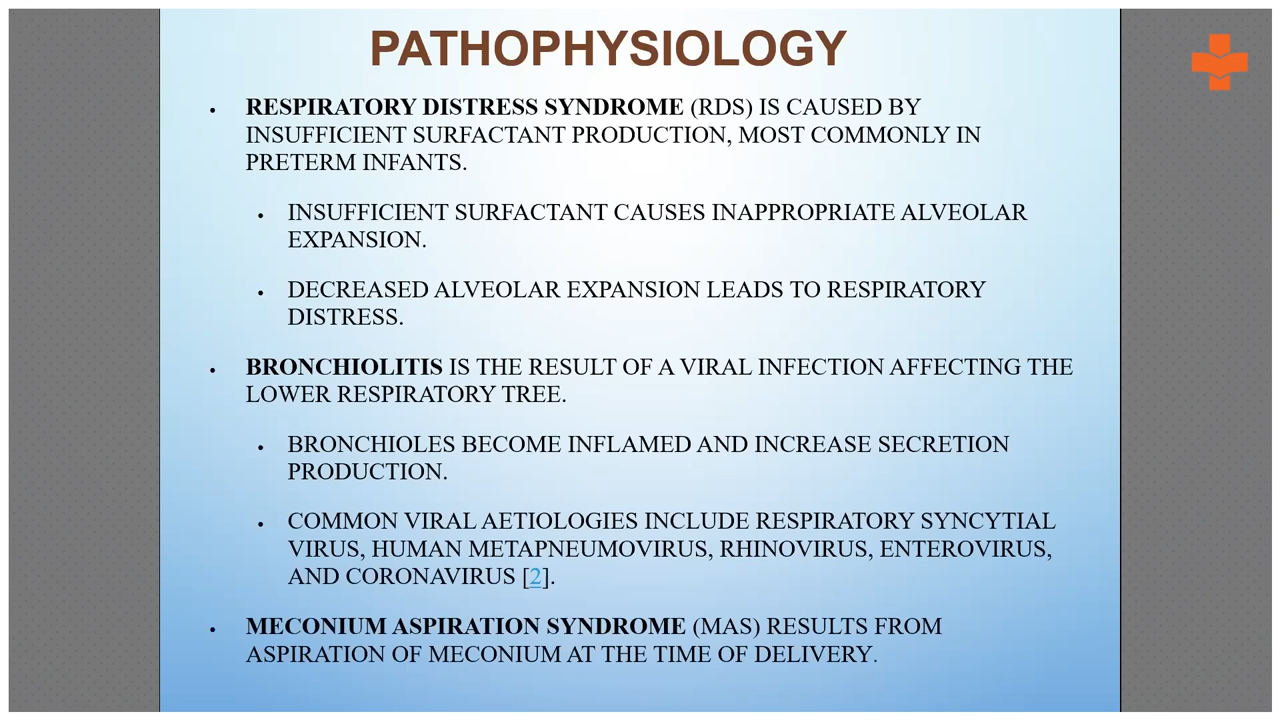 PATHOPHYSIOLOGY
• RESPIRATORY DISTRESS SYNDROME (RDS) IS CAUSED BY
INSUFFICIENT SURFACTANT PRODUCTION, MOST COMMONLY IN
PRETERM INFANTS.
• INSUFFICIENT SURFACTANT CAUSES INAPPROPRIATE ALVEOLAR
EXPANSION.
• DECREASED ALVEOLAR EXPANSION LEADS TO RESPIRATORY
DISTRESS.
• BRONCHIOLITIS IS THE RESULT OF A VIRAL INFECTION AFFECTING THE
LOWER RESPIRATORY TREE.
• BRONCHIOLES BECOME INFLAMED AND INCREASE SECRETION
PRODUCTION.
• COMMON VIRAL AETIOLOGIES INCLUDE RESPIRATORY SYNCYTIAL
VIRUS, HUMAN METAPNEUMOVIRUS, RHINOVIRUS, ENTEROVIRUS,
AND CORONAVIRUS [2].
• MECONIUM ASPIRATION SYNDROME (MAS) RESULTS FROM
ASPIRATION OF MECONIUM AT THE TIME OF DELIVERY.